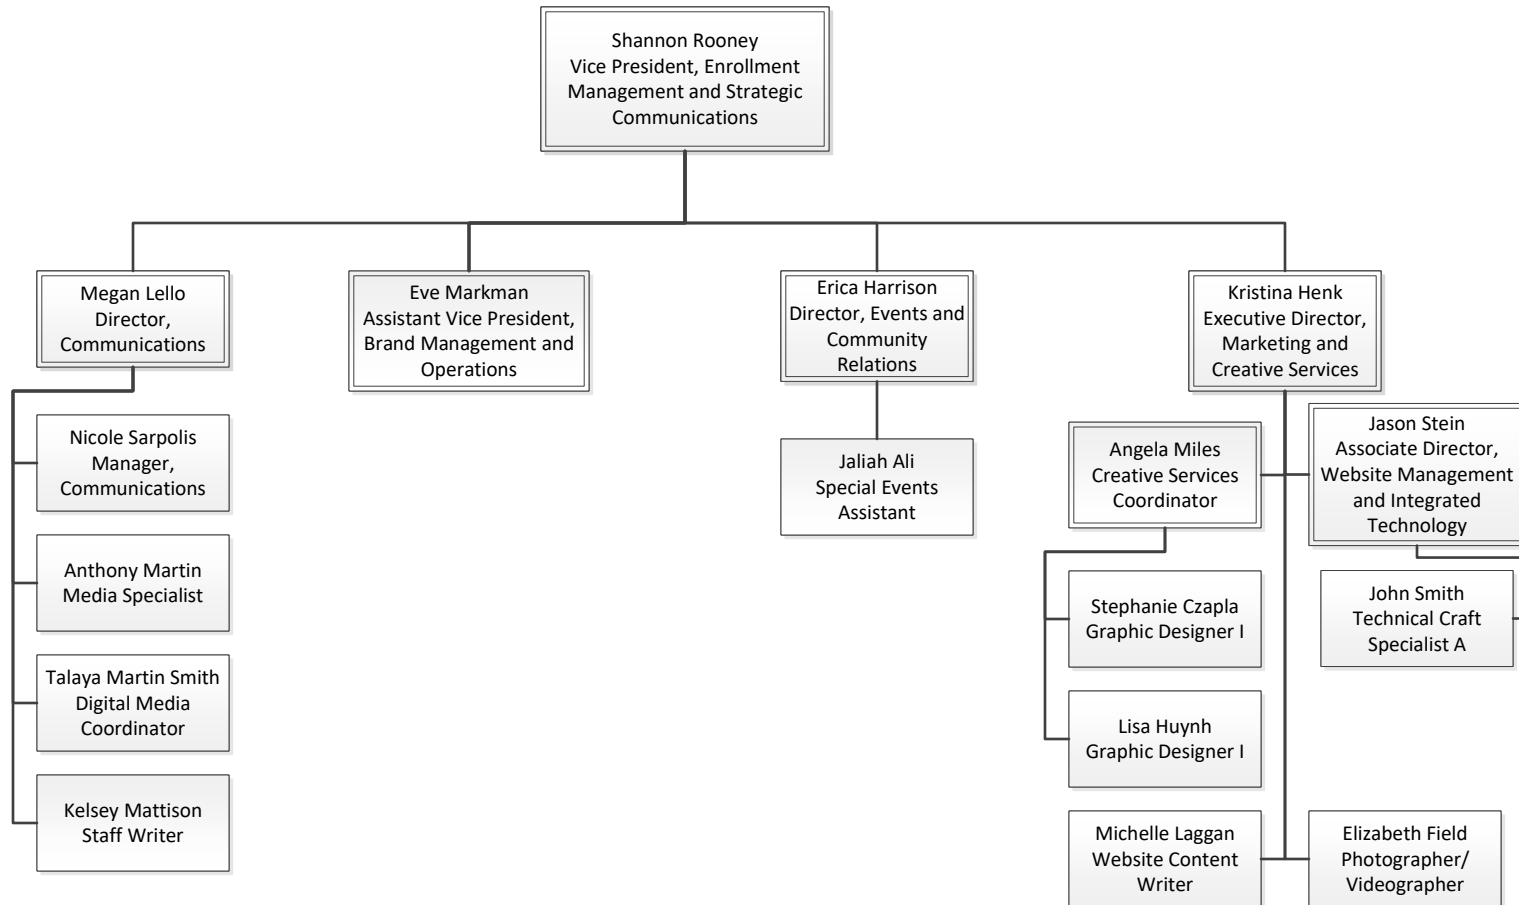 Shannon Rooney
Vice President, Enrollment
Management and Strategic
Communications
Megan Lello
Director,
Communications
Eve Markman
Assistant Vice President,
Brand Management and
Operations
Erica Harrison
Director, Events and
Community
Relations
Kristina Henk
Executive Director,
Marketing and
Creative Services
Nicole Sarpolis
Manager,
Communications
Anthony Martin
Media Specialist
Talaya Martin Smith
Digital Media
Coordinator
Kelsey Mattison
Staff Writer
Jaliah Ali
Special Events
Assistant
Angela Miles
Creative Services
Coordinator
Jason Stein
Associate Director,
Website Management
and Integrated
Technology
Stephanie Czapla
Graphic Designer I
John Smith
Technical Craft
Specialist A
Lisa Huynh
Graphic Designer I
Michelle Laggan
Website Content
Writer
Elizabeth Field
Photographer/
Videographer